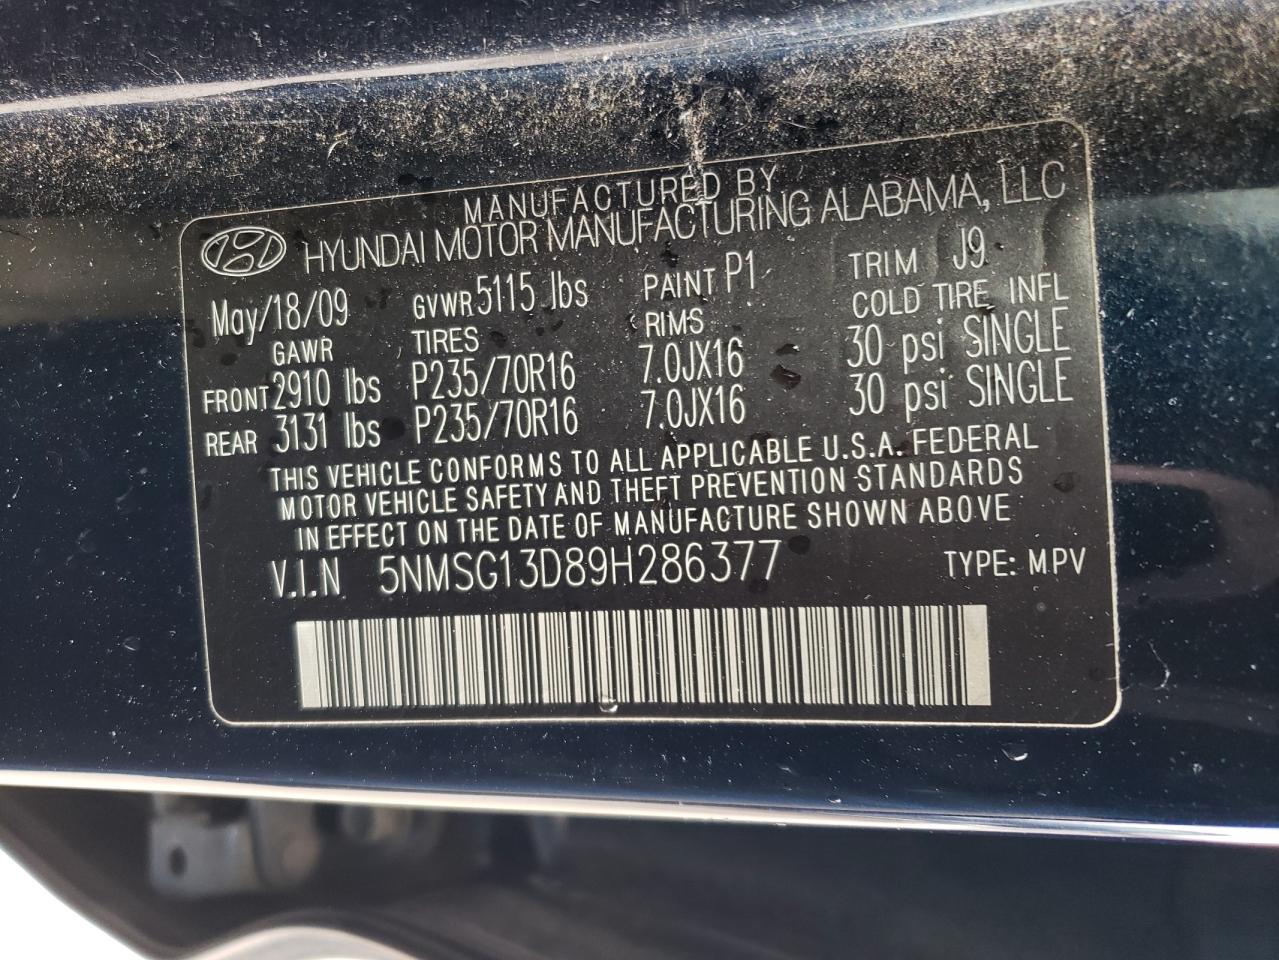 MANUFACTURED BY
HYUNDAI MOTOR MANUFACTURING ALABAMA, LLC
May/18/09 GVWR 5115 lbs PAINT P1 TRIM J9
GAWR TIRES RIMS COLD TIRE INFL
FRONT 2910 lbs P235/70R16 7.0JX16 30 psi SINGLE
REAR 3131 lbs P235/70R16 7.0JX16 30 psi SINGLE
THIS VEHICLE CONFORMS TO ALL APPLICABLE U.S.A. FEDERAL
MOTOR VEHICLE SAFETY AND THEFT PREVENTION STANDARDS
IN EFFECT ON THE DATE OF MANUFACTURE SHOWN ABOVE
V.I.N 5NMSG13D89H286377 TYPE: MPV